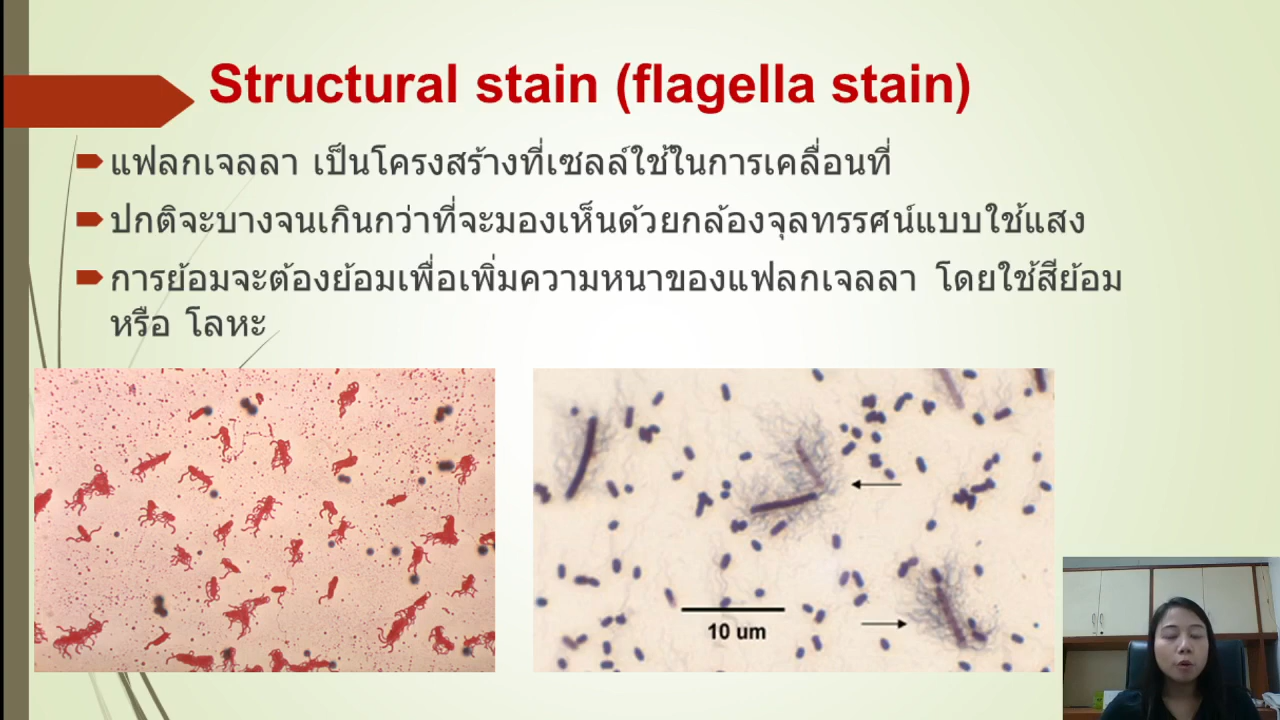 Structural stain (flagella stain)
แฟลกเจลลา เป็นโครงสร้างที่เซลล์ใช้ในการเคลื่อนที่
ปกติจะบางจนเกินกว่าที่จะมองเห็นด้วยกล้องจุลทรรศน์แบบใช้แสง
การย้อมจะต้องย้อมเพื่อเพิ่มความหนาของแฟลกเจลลา โดยใช้สีย้อม
หรือ โลหะ
10 um